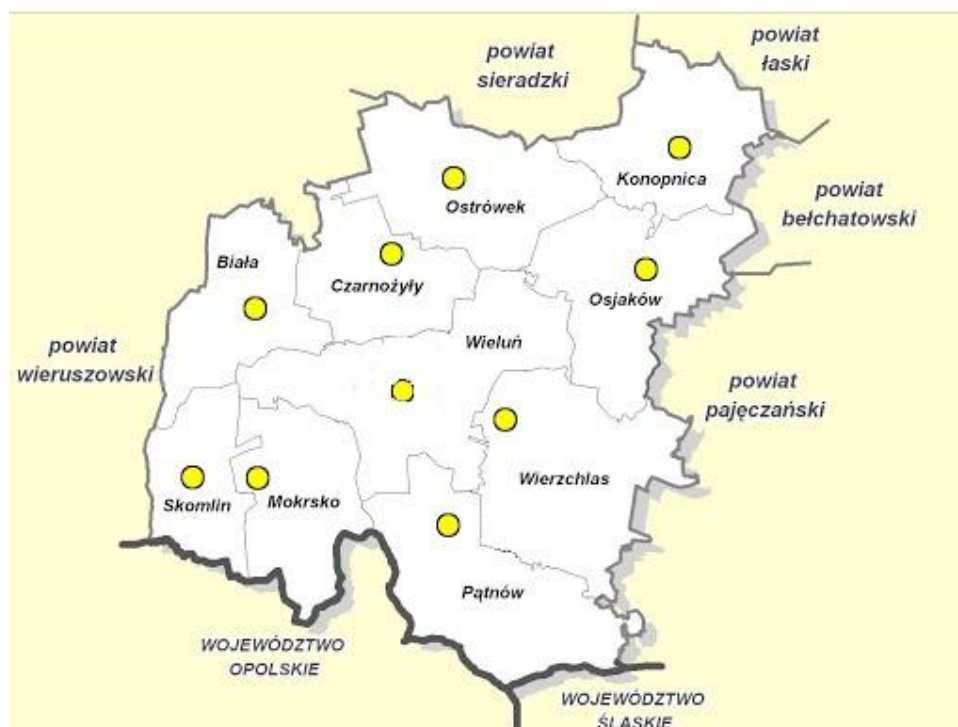 powiat
łaski
powiat
sieradzki
Konopnica
powiat
bełchatowski
Ostrówek
Biała
Czarnożyły
Osjaków
Wieluń
powiat
wieruszowski
powiat
pajęczański
Wierzchlas
Skomlin
Mokrsko
Pątnów
WOJEWÓDZTWO
OPOLSKIE
WOJEWÓDZTWO
ŚLĄSKIE